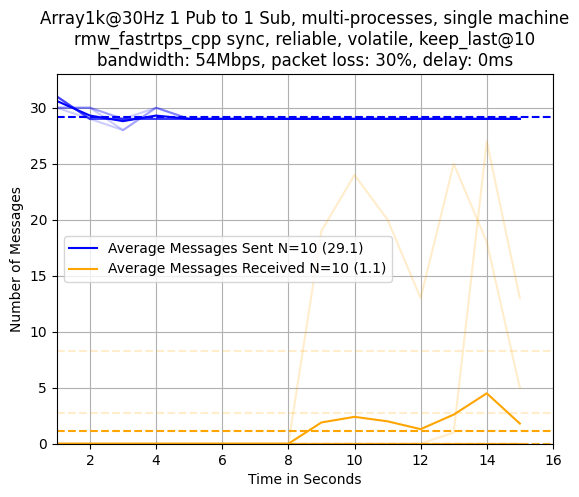 Array1k@30Hz 1 Pub to 1 Sub, multi-processes, single machine
rmw_fastrtps_cpp sync, reliable, volatile, keep_last@10
bandwidth: 54Mbps, packet loss: 30%, delay: 0ms
30
25
20
15
10
5
0
Number of Messages
Average Messages Sent N=10 (29.1)
Average Messages Received N=10 (1.1)
2 4 6 8 10 12 14 16
Time in Seconds